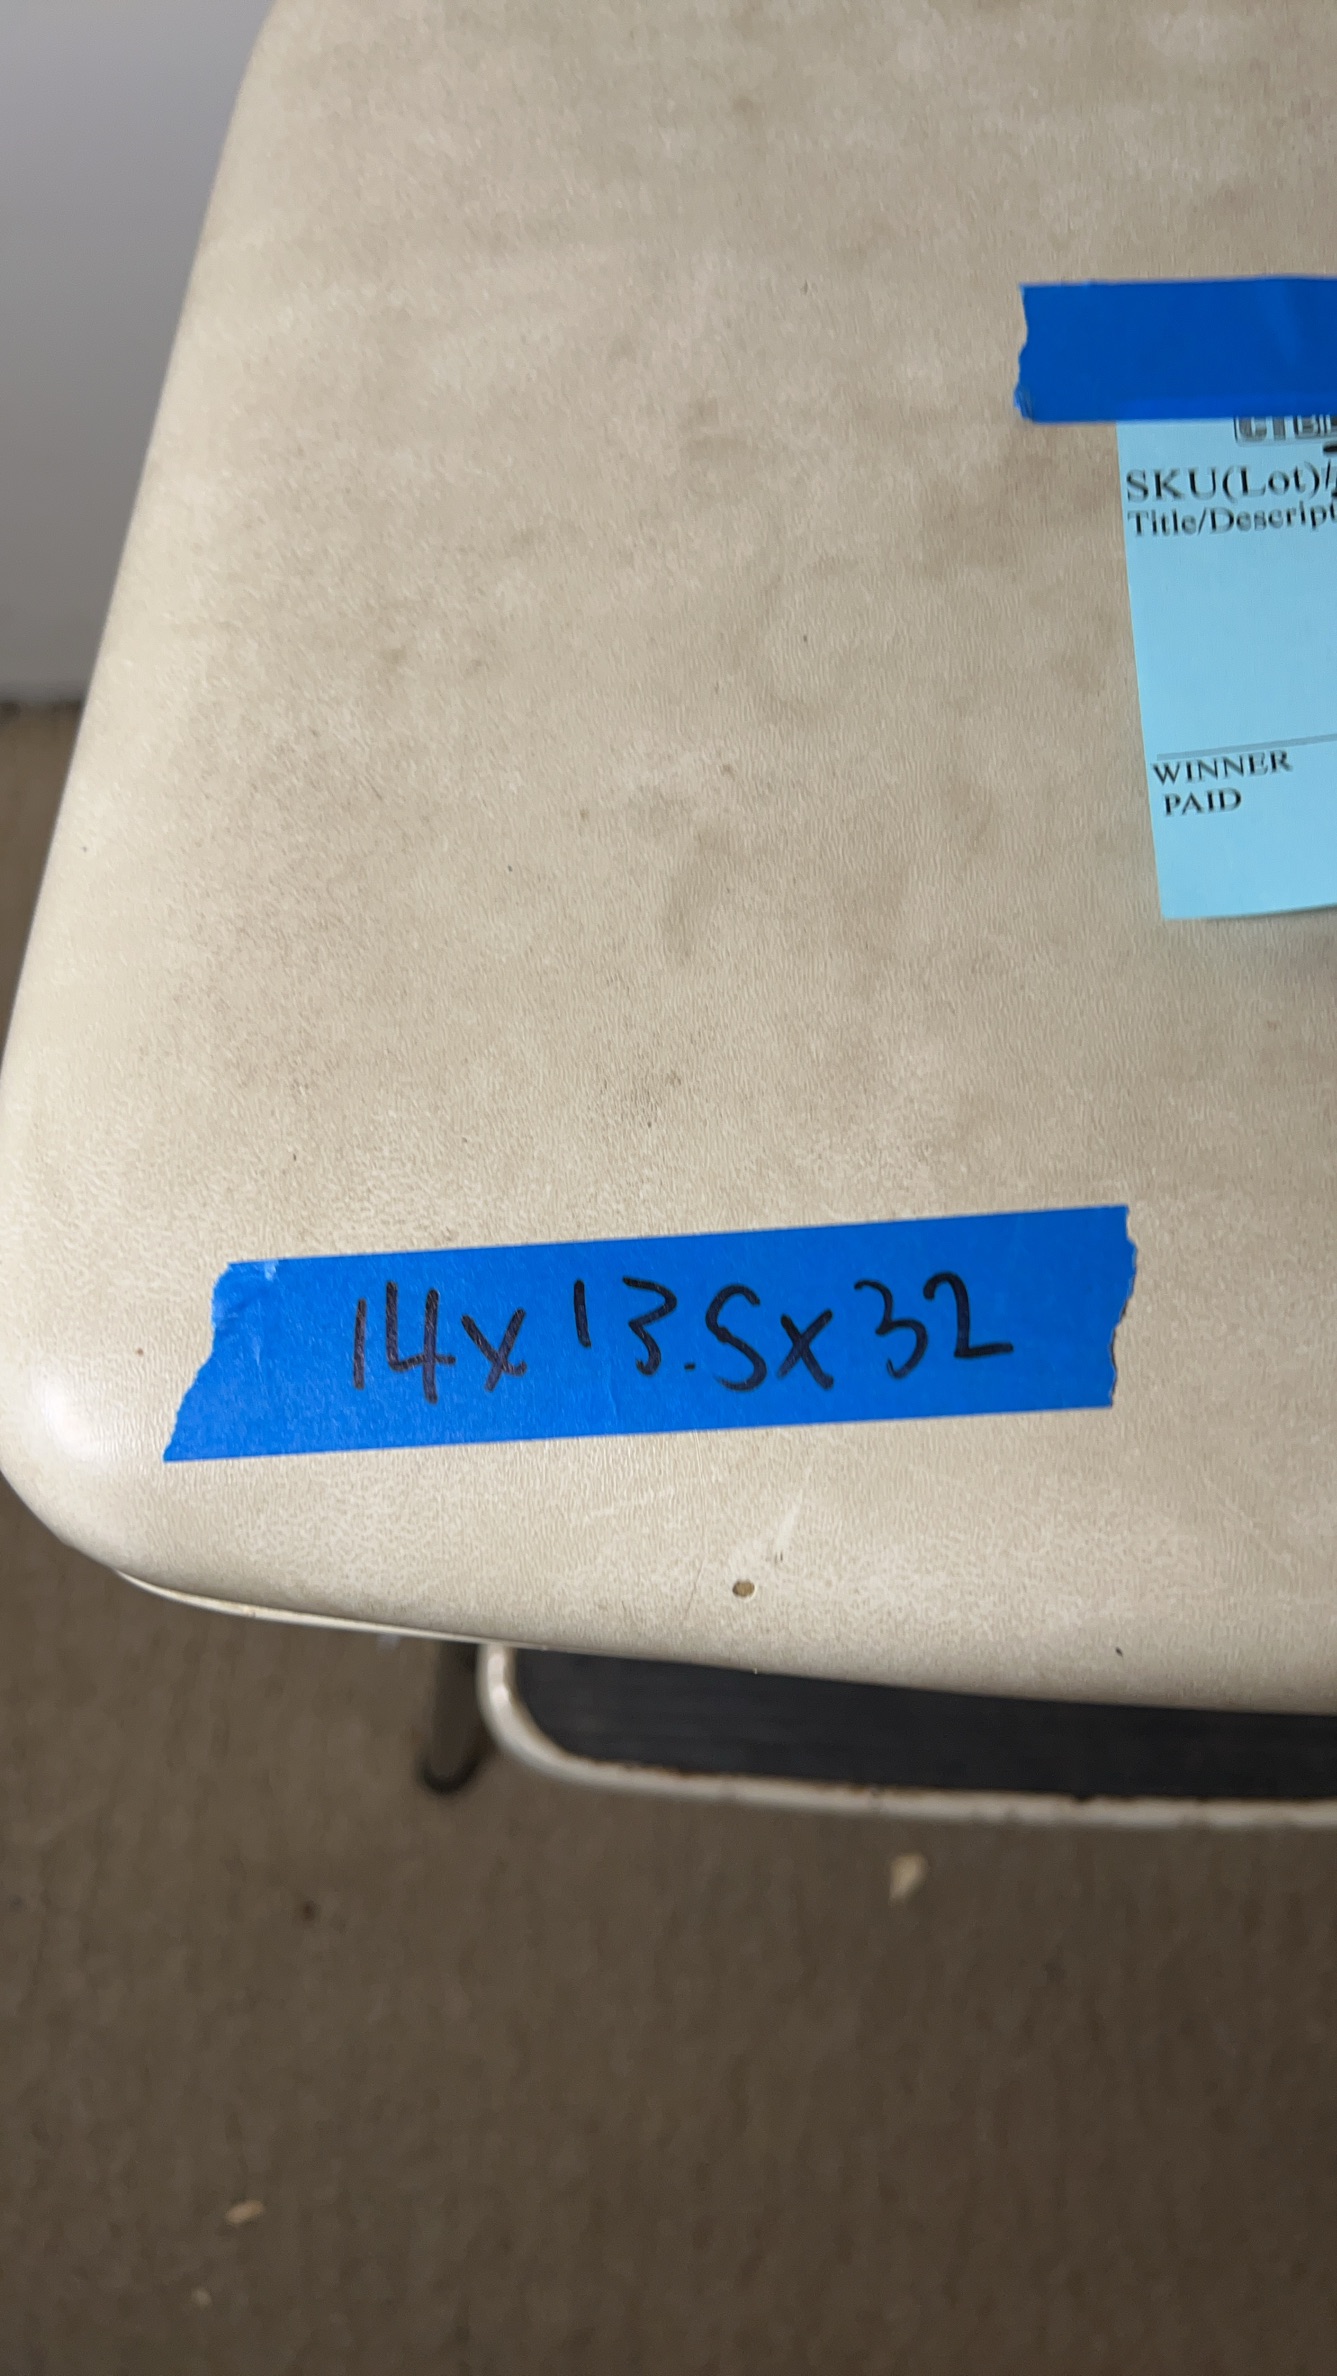 SKU(Lot)
Title/Descript
WINNER
PAID
14x13.5x32